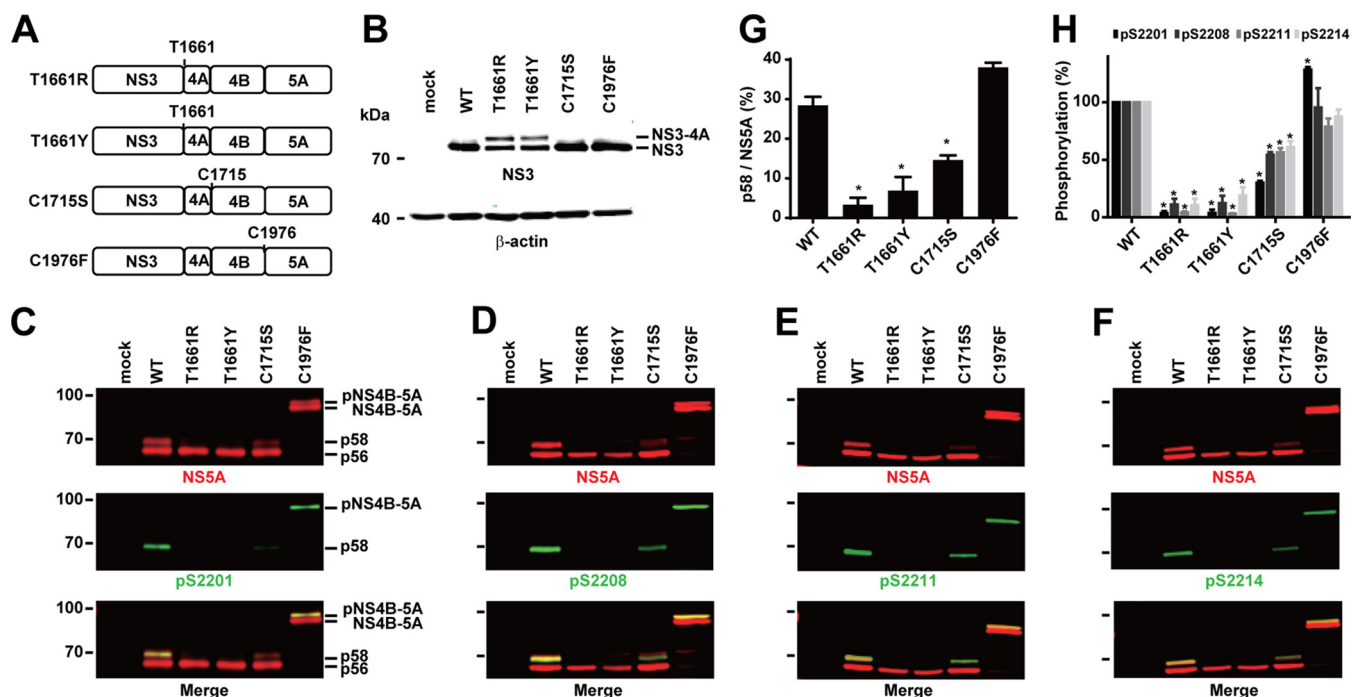 A
T1661
T1661R NS3 4A 4B 5A
T1661
T1661Y NS3 4A 4B 5A
C1715
C1715S NS3 4A 4B 5A
C1976
C1976F NS3 4A 4B 5A
B
mock WT T1661R T1661Y C1715S C1976F
kDa
NS3-4A
NS3
70
NS3
40
β-actin
G
p58 / NS5A (%)
40
30
20
10
0
* * *
WT T1661R T1661Y C1715S C1976F
H
pS2201 pS2208 pS2211 pS2214
Phosphorylation (%)
100
50
0
* * * * * * * * * * * * *
WT T1661R T1661Y C1715S C1976F
C
mock WT T1661R T1661Y C1715S C1976F
100
pNS4B-5A
NS4B-5A
70
p58
p56
NS5A
100
pNS4B-5A
70
p58
pS2201
100
pNS4B-5A
NS4B-5A
70
p58
p56
Merge
D
mock WT T1661R T1661Y C1715S C1976F
NS5A
pS2208
Merge
E
mock WT T1661R T1661Y C1715S C1976F
NS5A
pS2211
Merge
F
mock WT T1661R T1661Y C1715S C1976F
NS5A
pS2214
Merge